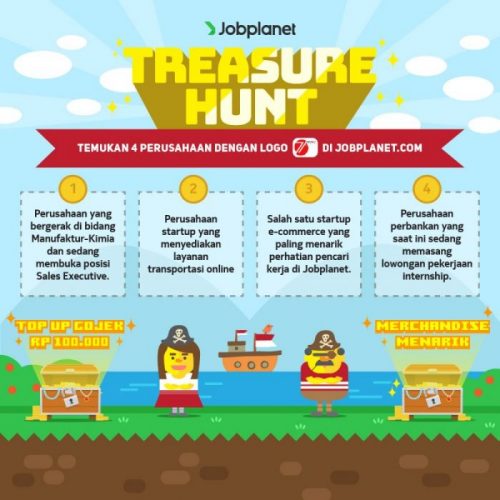 Jobplanet
TREASURE
HUNT
TEMUKAN 4 PERUSAHAAN DENGAN LOGO DI JOBPLANET.COM
1
Perusahaan yang
bergerak di bidang
Manufaktur-Kimia
dan sedang
membuka posisi
Sales Executive.
2
Perusahaan
startup yang
menyediakan
layanan
transportasi online
3
Salah satu startup
e-commerce yang
paling menarik
perhatian pencari
kerja di Jobplanet.
4
Perusahaan
perbankan yang
saat ini sedang
memasang
lowongan pekerjaan
internship.
TOP UP GOJEK
RP 100.000
MERCHANDISE
MENARIK